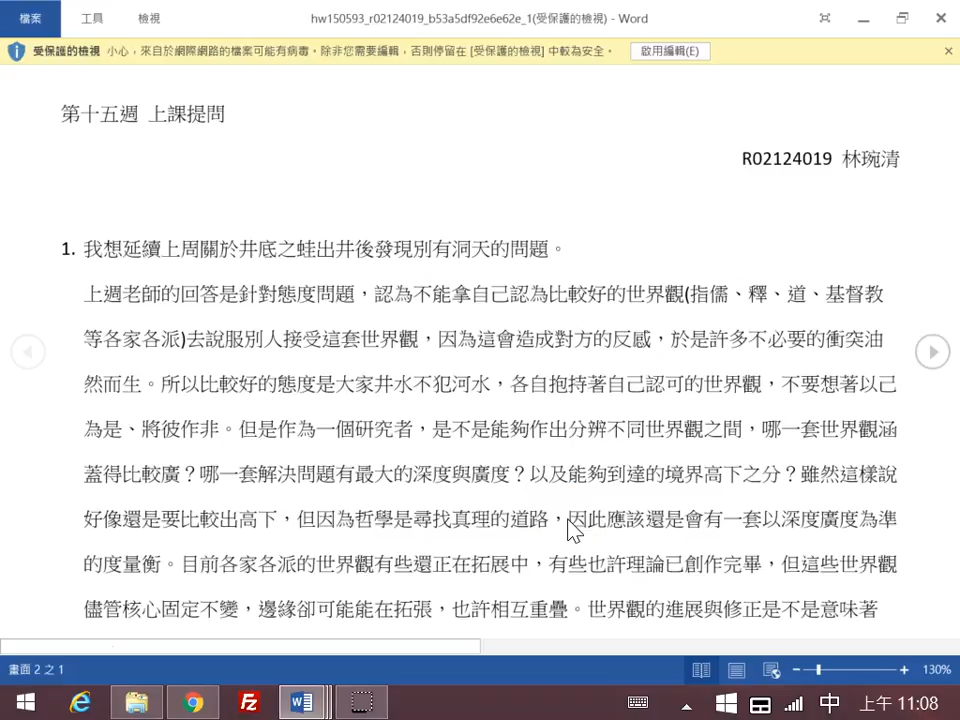 檔案 工具 檢視 hw150593_r02124019_b53a5df92e6e62e_1(受保護的檢視) - Word
受保護的檢視 小心，來自網際網路的檔案可能有病毒。除非您需要編輯，否則停留在 [受保護的檢視] 中較為安全。 啟用編輯(E)
第十五週 上課提問
R02124019 林琬清
1. 我想延續上周關於井底之蛙出井後發現別有洞天的問題。
上週老師的回答是針對態度問題，認為不能拿自己認為比較好的世界觀(指儒、釋、道、基督教
等各家各派)去說服別人接受這套世界觀，因為這會造成對方的反感，於是許多不必要的衝突油
然而生。所以比較好的態度是大家井水不犯河水，各自抱持著自己認可的世界觀，不要想著以己
為是、將彼作非。但是作為一個研究者，是不是能夠作出分辨不同世界觀之間，哪一套世界觀涵
蓋得比較廣？哪一套解決問題有最大的深度與廣度？以及能夠到達的境界高下之分？雖然這樣說
好像還是要比較出高下，但因為哲學是尋找真理的道路，因此應該還是會有一套以深度廣度為準
的度量衡。目前各家各派的世界觀有些還正在拓展中，有些也許理論已創作完畢，但這些世界觀
儘管核心固定不變，邊緣卻可能能在拓張，也許相互重疊。世界觀的進展與修正是不是意味著
畫面 2 之 1 130%
中 上午 11:08